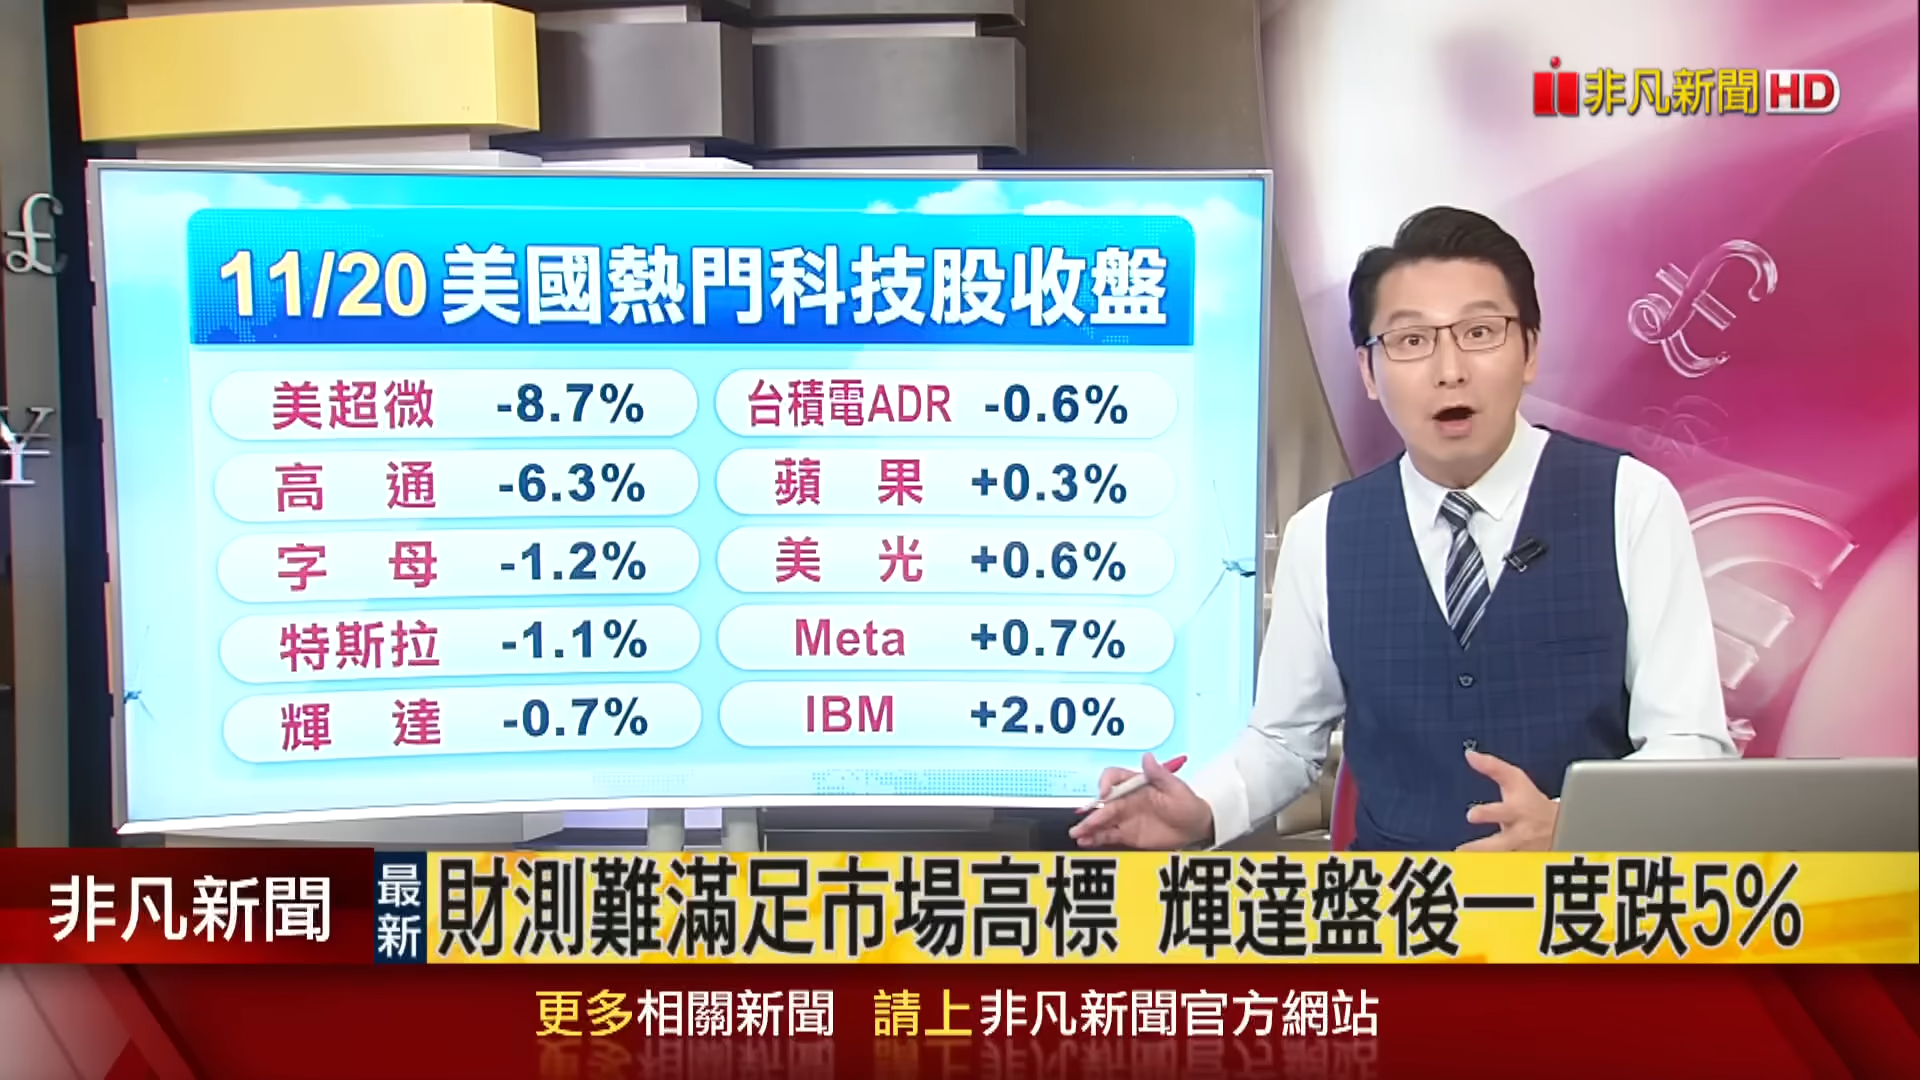 非凡新聞HD
11/20美國熱門科技股收盤
美超微 -8.7%
高通 -6.3%
字母 -1.2%
特斯拉 -1.1%
輝達 -0.7%
台積電ADR -0.6%
蘋果 +0.3%
美光 +0.6%
Meta +0.7%
IBM +2.0%
£
¥
非凡新聞
最新
財測難滿足市場高標 輝達盤後一度跌5%
更多相關新聞 請上非凡新聞官方網站